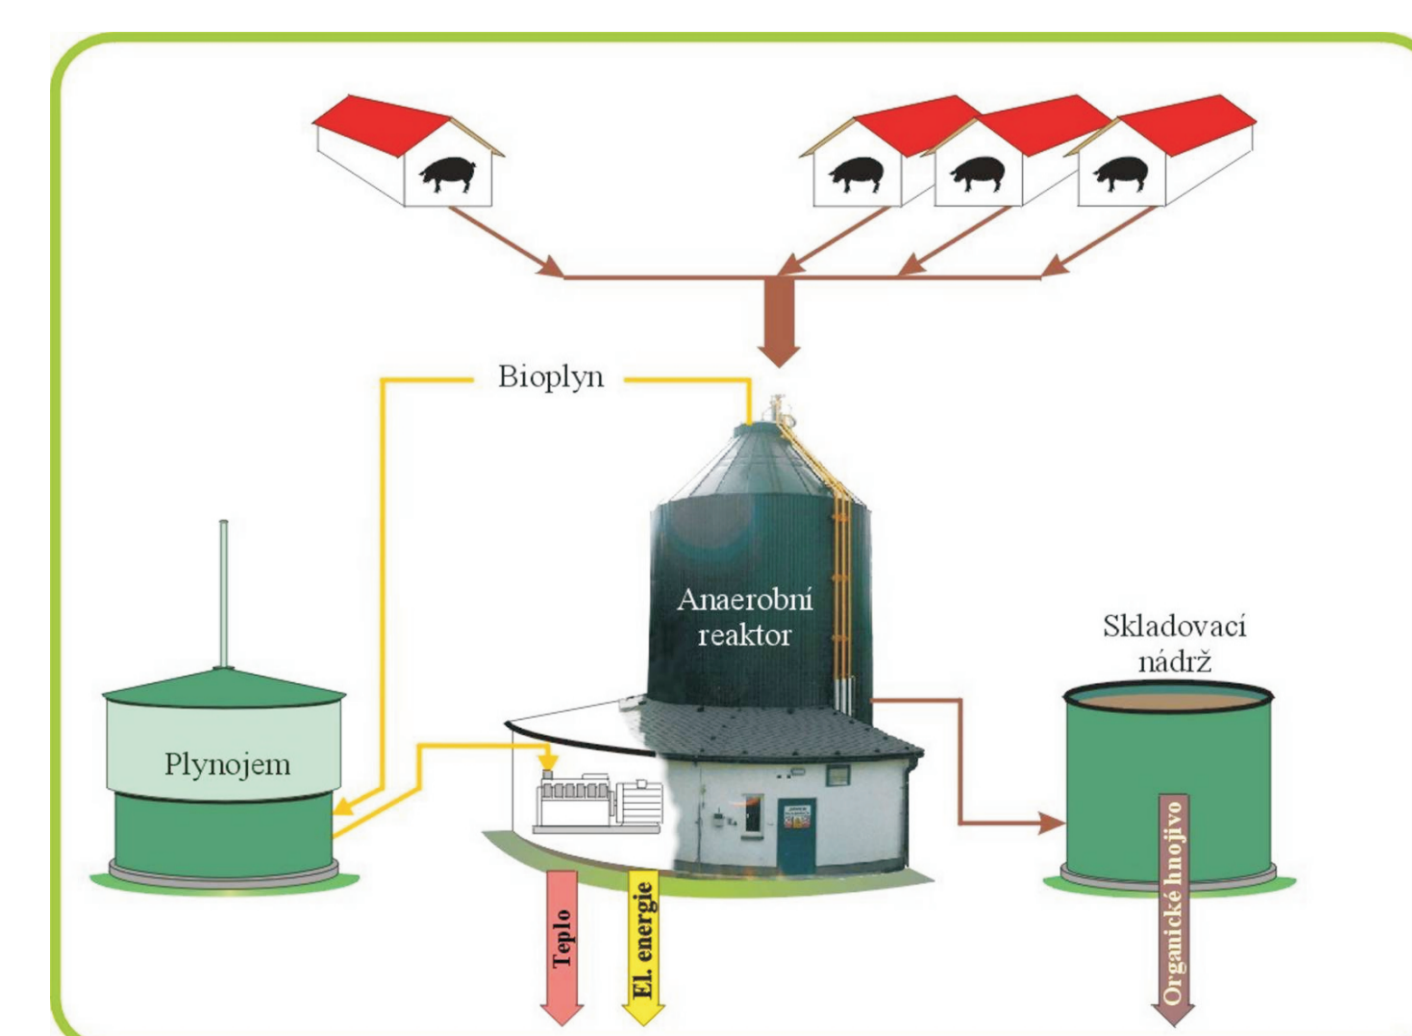 Bioplyn
Anaerobní
reaktor
Skladovací
nádrž
Plynojem
Teplo
El. energie
Organické hnojivo